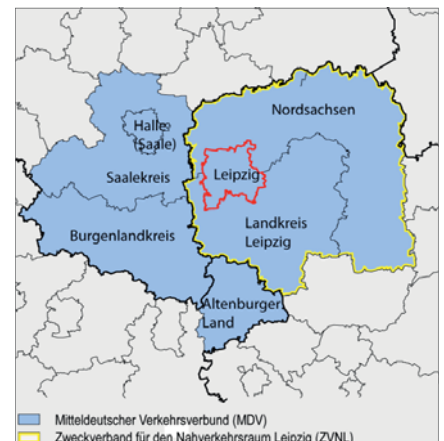 Nordsachsen
Halle
(Saale)
Leipzig
Saalekreis
Landkreis
Leipzig
Burgenlandkreis
Altenburger
Land
Mitteldeutscher Verkehrsverbund (MDV)
Zweckverband für den Nahverkehrsraum Leipzig (ZVNL)